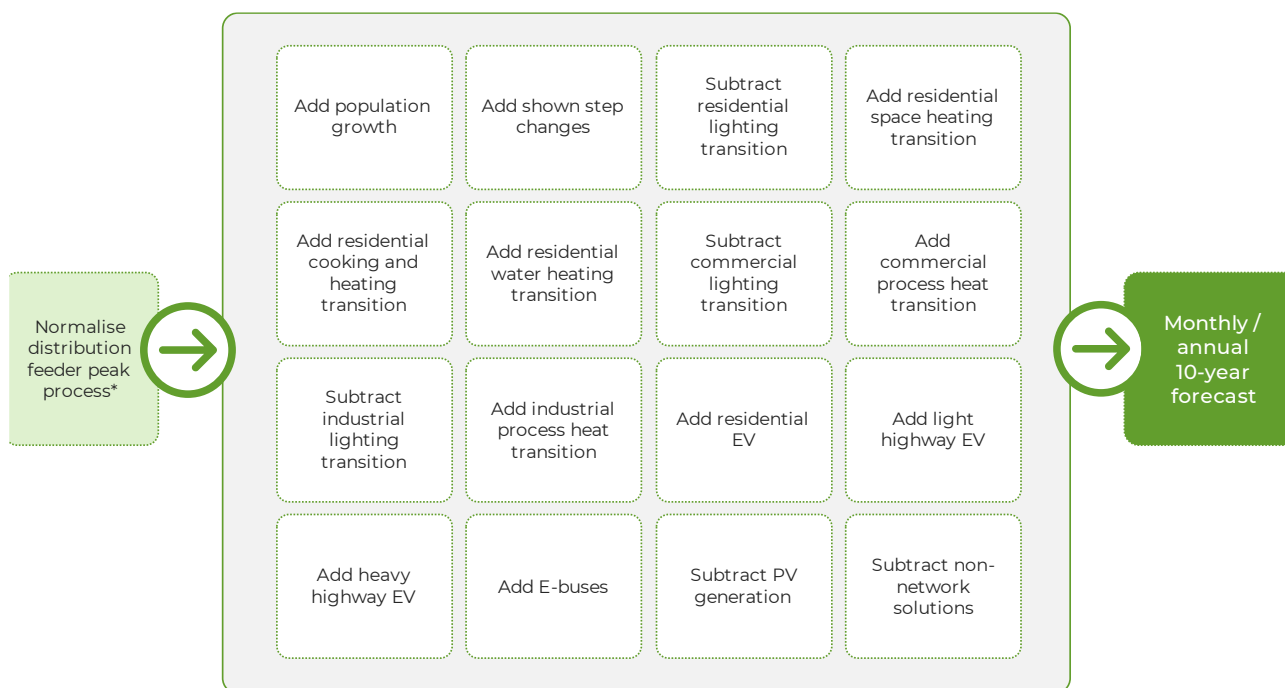 Normalise
distribution
feeder peak
process*
Add population
growth
Add shown step
changes
Subtract
residential
lighting
transition
Add residential
space heating
transition
Add residential
cooking and
heating
transition
Add residential
water heating
transition
Subtract
commercial
lighting
transition
Add
commercial
process heat
transition
Subtract
industrial
lighting
transition
Add industrial
process heat
transition
Add residential
EV
Add light
highway EV
Add heavy
highway EV
Add E-buses
Subtract PV
generation
Subtract non-
network
solutions
Monthly /
annual
10-year
forecast